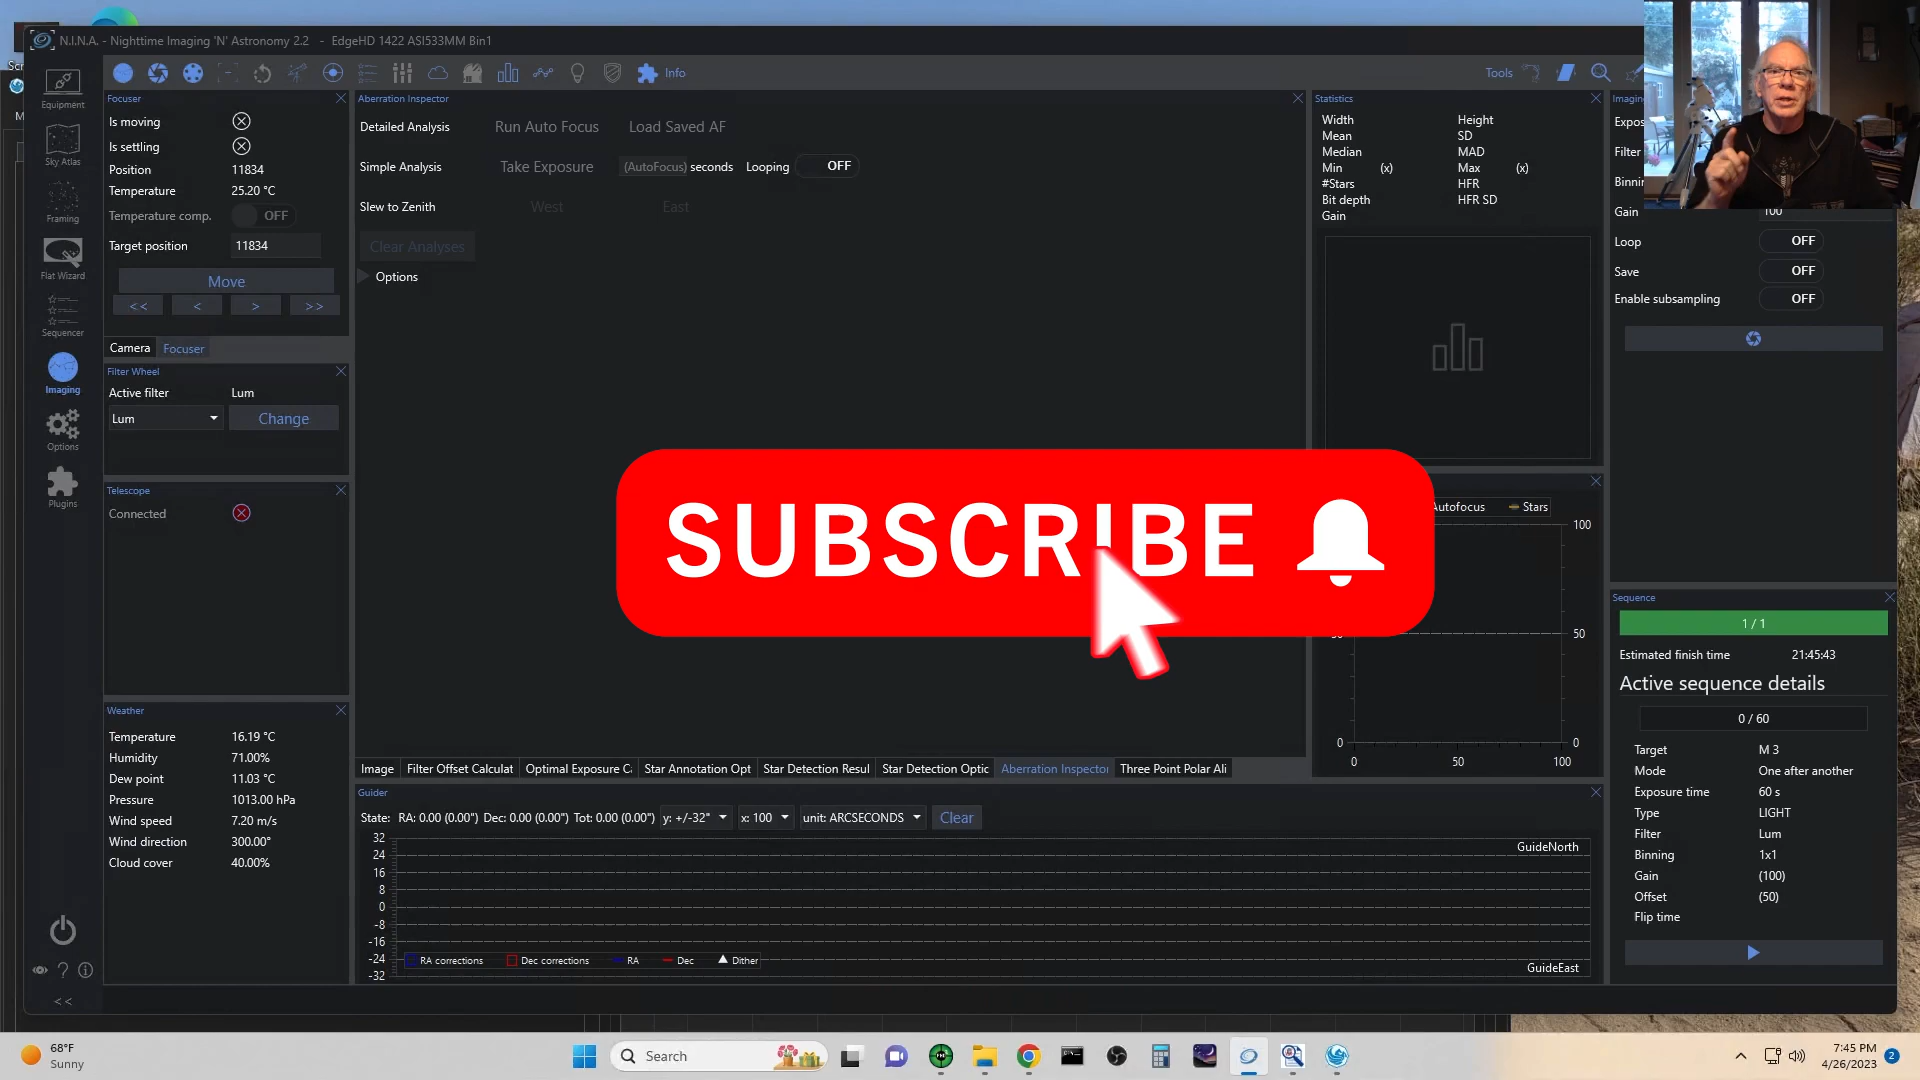 N.I.N.A. - Nighttime Imaging 'N' Astronomy 2.2 - EdgeHD 1422 ASI533MM Bin1
Equipment
Sky Atlas
Framing
Flat Wizard
Sequencer
Imaging
Options
Plugins
<<
Info
Tools
Focuser
Is moving
Is settling
Position 11834
Temperature 25.20 °C
Temperature comp. OFF
Target position 11834
Move
<< < > >>
Camera Focuser
Filter Wheel
Active filter Lum
Lum Change
Telescope
Connected
Weather
Temperature 16.19 °C
Humidity 71.00%
Dew point 11.03 °C
Pressure 1013.00 hPa
Wind speed 7.20 m/s
Wind direction 300.00°
Cloud cover 40.00%
Aberration Inspector
Detailed Analysis Run Auto Focus Load Saved AF
Simple Analysis Take Exposure (AutoFocus) seconds Looping OFF
Slew to Zenith West East
Clear Analyses
Options
SUBSCRIBE
Image Filter Offset Calculat Optimal Exposure Ca Star Annotation Opt Star Detection Resul Star Detection Optic Aberration Inspector Three Point Polar Ali
Guider
State: RA: 0.00 (0.00") Dec: 0.00 (0.00") Tot: 0.00 (0.00") y: +/-32" x: 100 unit: ARCSECONDS Clear
32
24
16
8
0
-8
-16
-24
-32
GuideNorth
GuideEast
RA corrections Dec corrections RA Dec Dither
Statistics
Width Height
Mean SD
Median MAD
Min (x) Max (x)
#Stars HFR
Bit depth HFR SD
Gain
Autofocus Stars
100
50
0
0
0 50 100
Imaging
Expos
Filter
Binnin
Gain 100
Loop OFF
Save OFF
Enable subsampling OFF
Sequence
1 / 1
Estimated finish time 21:45:43
Active sequence details
0 / 60
Target M 3
Mode One after another
Exposure time 60 s
Type LIGHT
Filter Lum
Binning 1x1
Gain (100)
Offset (50)
Flip time
68°F
Sunny
Search
7:45 PM
4/26/2023
2